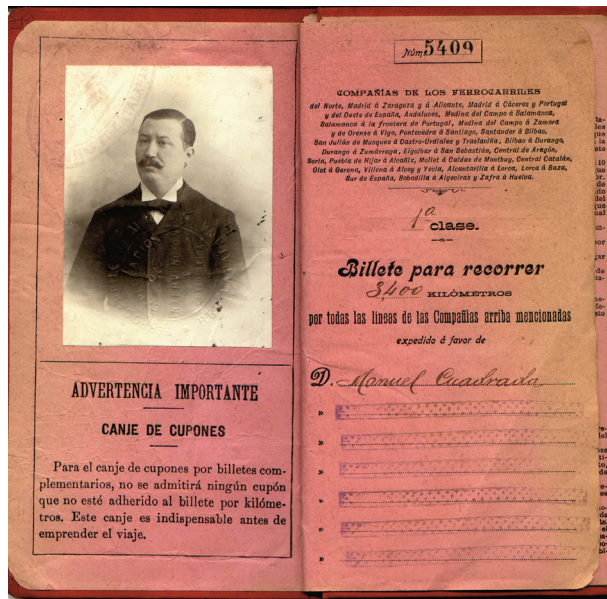 ADVERTENCIA IMPORTANTE
CANJE DE CUPONES
Para el canje de cupones por billetes com-
plementarios, no se admitirá ningún cupón
que no esté adherido al billete por kilóme-
tros. Este canje es indispensable antes de
emprender el viaje.
Núm. 5409
COMPAÑÍAS DE LOS FERROCARRILES
del Norte, Madrid á Zaragoza y á Alicante, Madrid á Cáceres y Portugal
y del Oeste de España, Andaluces, Medina del Campo á Salamanca,
Salamanca á la frontera de Portugal, Medina del Campo á Zamora
y de Orense á Vigo, Pontevedra á Santiago, Santander á Bilbao,
San Julián de Musques á Castro-Urdiales y Traslaviña, Bilbao á Durango,
Durango á Zumárraga, Elgoibar á San Sebastián, Central de Aragón,
Soria, Puebla de Híjar á Alcañiz, Mollet á Caldas de Montbuy, Central Catalán,
Olot á Gerona, Villena á Alcoy y Yecla, Alcantarilla á Lorca, Lorca á Baza,
Sur de España, Bobadilla á Algeciras y Zafra á Huelva.
1ª clase.
Billete para recorrer
3,400 KILÓMETROS
por todas las líneas de las Compañías arriba mencionadas
expedido á favor de
D. Manuel Cuadrada
»
»
»
»
»
»